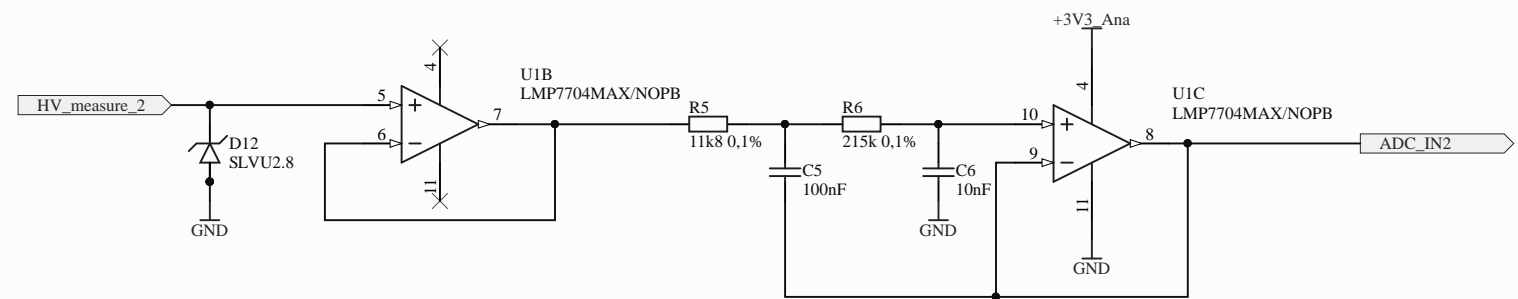 +3V3_Ana
4
U1B
LMP7704MAX/NOPB
4
U1C
LMP7704MAX/NOPB
HV_measure_2
5
+
7
R5
11k8 0,1%
R6
215k 0,1%
10
+
8
ADC_IN2
6
−
9
−
D12
SLVU2.8
11
C5
100nF
C6
10nF
11
GND
GND
GND